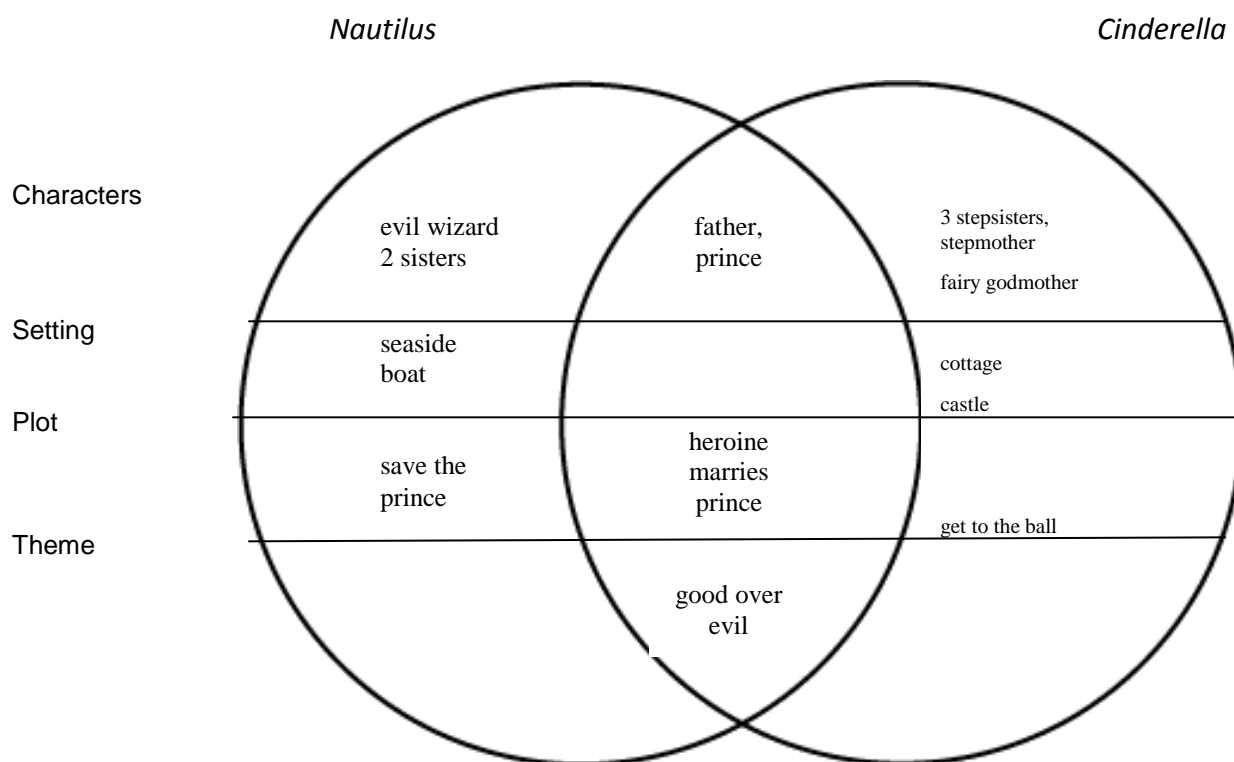 Nautilus
Cinderella
Characters
evil wizard
2 sisters
father,
prince
3 stepsisters,
stepmother
fairy godmother
Setting
seaside
boat
cottage
castle
Plot
save the
prince
heroine
marries
prince
get to the ball
Theme
good over
evil